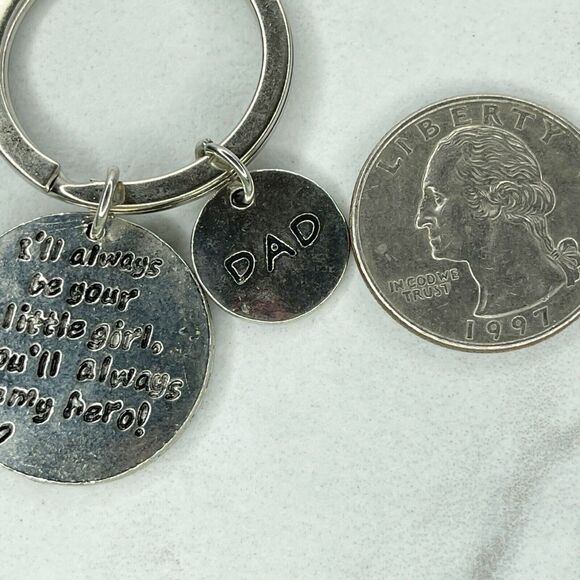 I'll always
be your
little girl,
ou'll always
my hero!
DAD
LIBERTY
IN GOD WE
TRUST
1997